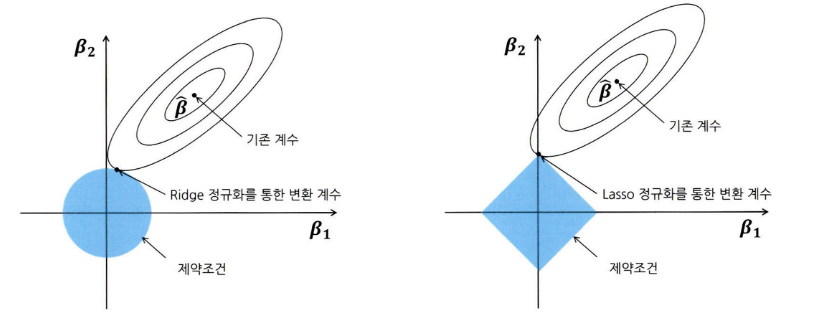 β₂
β̂
기존 계수
Ridge 정규화를 통한 변환 계수
β₁
제약조건
β₂
β̂
기존 계수
Lasso 정규화를 통한 변환 계수
β₁
제약조건